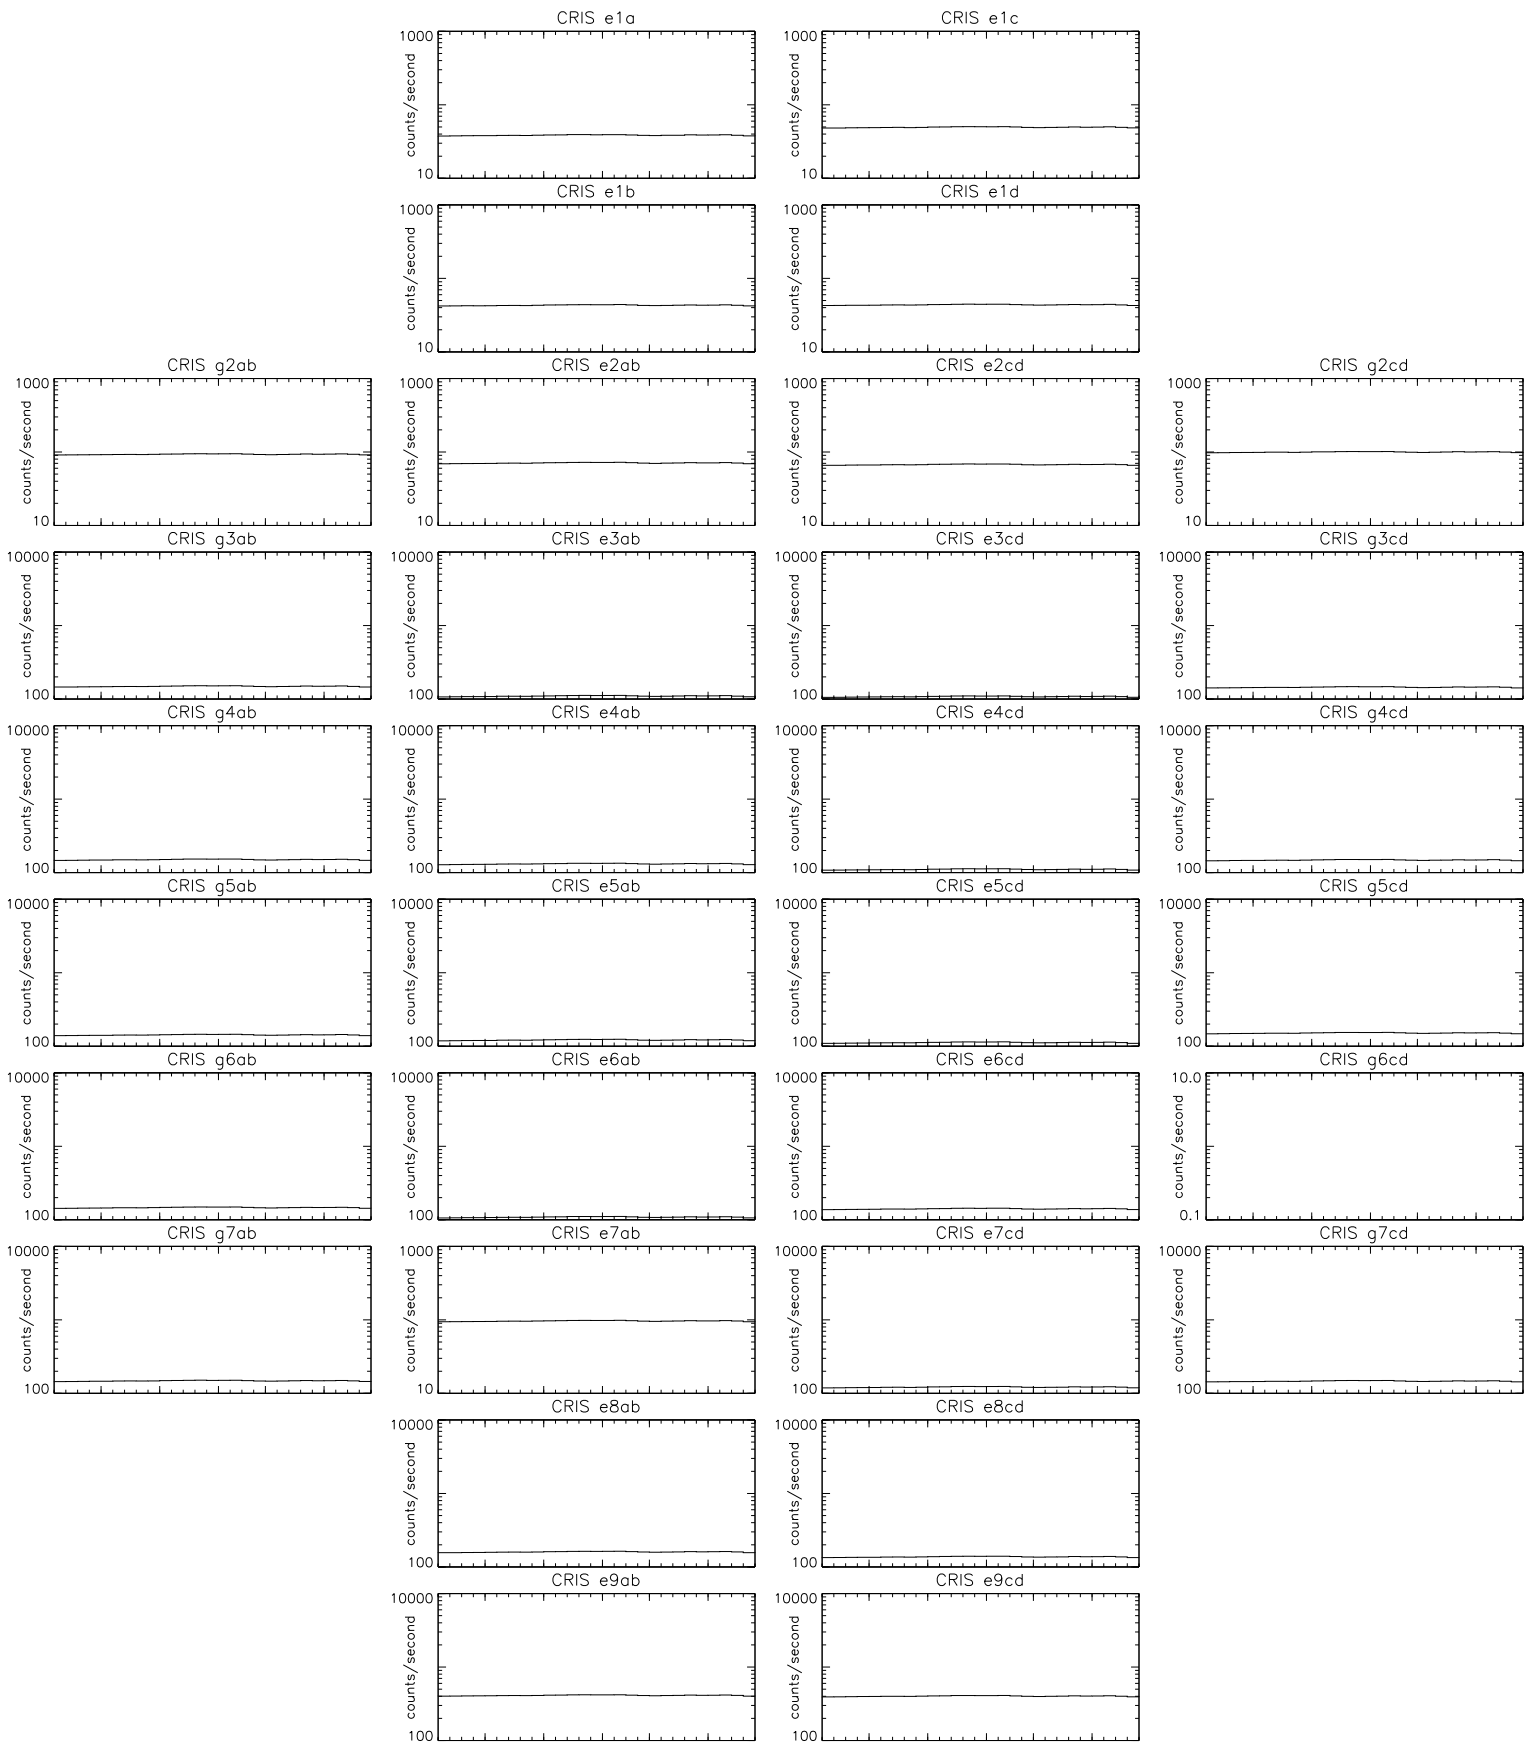 CRIS e1a
1000
counts/second
10
CRIS e1c
1000
counts/second
10
CRIS e1b
1000
counts/second
10
CRIS e1d
1000
counts/second
10
CRIS g2ab
1000
counts/second
10
CRIS e2ab
1000
counts/second
10
CRIS e2cd
1000
counts/second
10
CRIS g2cd
1000
counts/second
10
CRIS g3ab
10000
counts/second
100
CRIS e3ab
10000
counts/second
100
CRIS e3cd
10000
counts/second
100
CRIS g3cd
10000
counts/second
100
CRIS g4ab
10000
counts/second
100
CRIS e4ab
10000
counts/second
100
CRIS e4cd
10000
counts/second
100
CRIS g4cd
10000
counts/second
100
CRIS g5ab
10000
counts/second
100
CRIS e5ab
10000
counts/second
100
CRIS e5cd
10000
counts/second
100
CRIS g5cd
10000
counts/second
100
CRIS g6ab
10000
counts/second
100
CRIS e6ab
10000
counts/second
100
CRIS e6cd
10000
counts/second
100
CRIS g6cd
10.0
counts/second
0.1
CRIS g7ab
10000
counts/second
100
CRIS e7ab
1000
counts/second
10
CRIS e7cd
10000
counts/second
100
CRIS g7cd
10000
counts/second
100
CRIS e8ab
10000
counts/second
100
CRIS e8cd
10000
counts/second
100
CRIS e9ab
10000
counts/second
100
CRIS e9cd
10000
counts/second
100